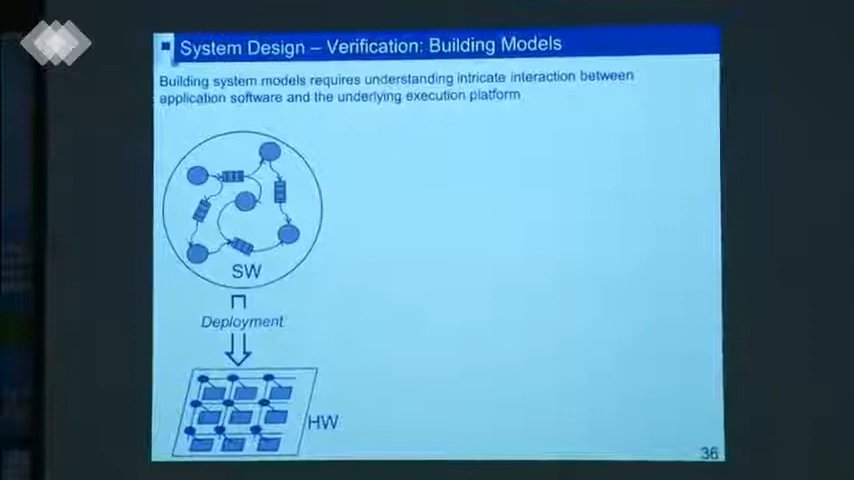 System Design – Verification: Building Models
Building system models requires understanding intricate interaction between
application software and the underlying execution platform
SW
Deployment
HW
36